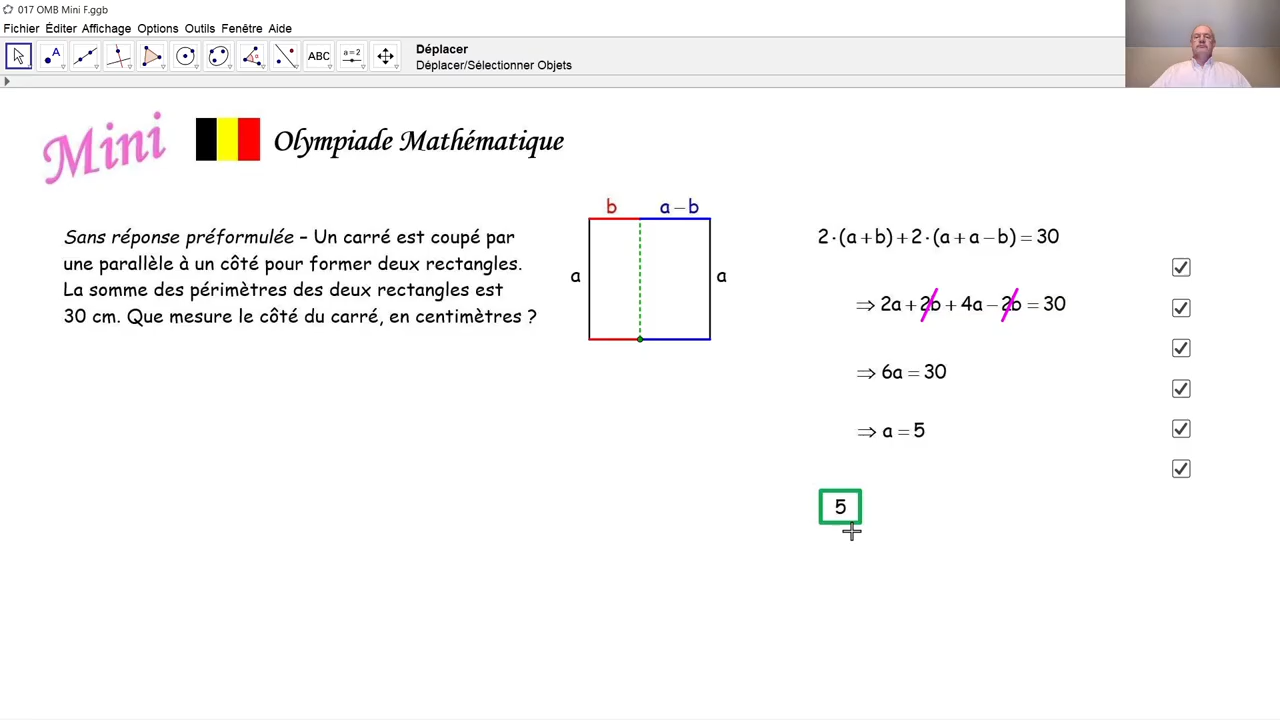 017 OMB Mini F.ggb
Fichier Éditer Affichage Options Outils Fenêtre Aide
A ABC a=2 Déplacer
Déplacer/Sélectionner Objets
Mini Olympiade Mathématique
Sans réponse préformulée – Un carré est coupé par
une parallèle à un côté pour former deux rectangles.
La somme des périmètres des deux rectangles est
30 cm. Que mesure le côté du carré, en centimètres ?
b a – b
a a
2·(a+b)+2·(a+a–b)=30
⇒ 2a+2b+4a–2b=30
⇒ 6a=30
⇒ a=5
5